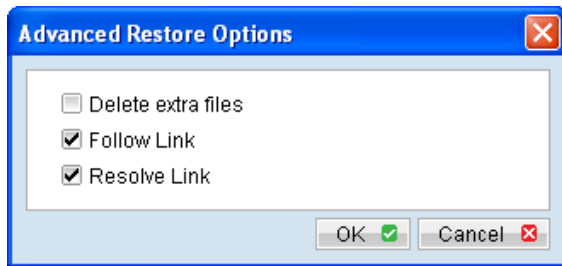 Advanced Restore Options
Delete extra files
Follow Link
Resolve Link
OK Cancel